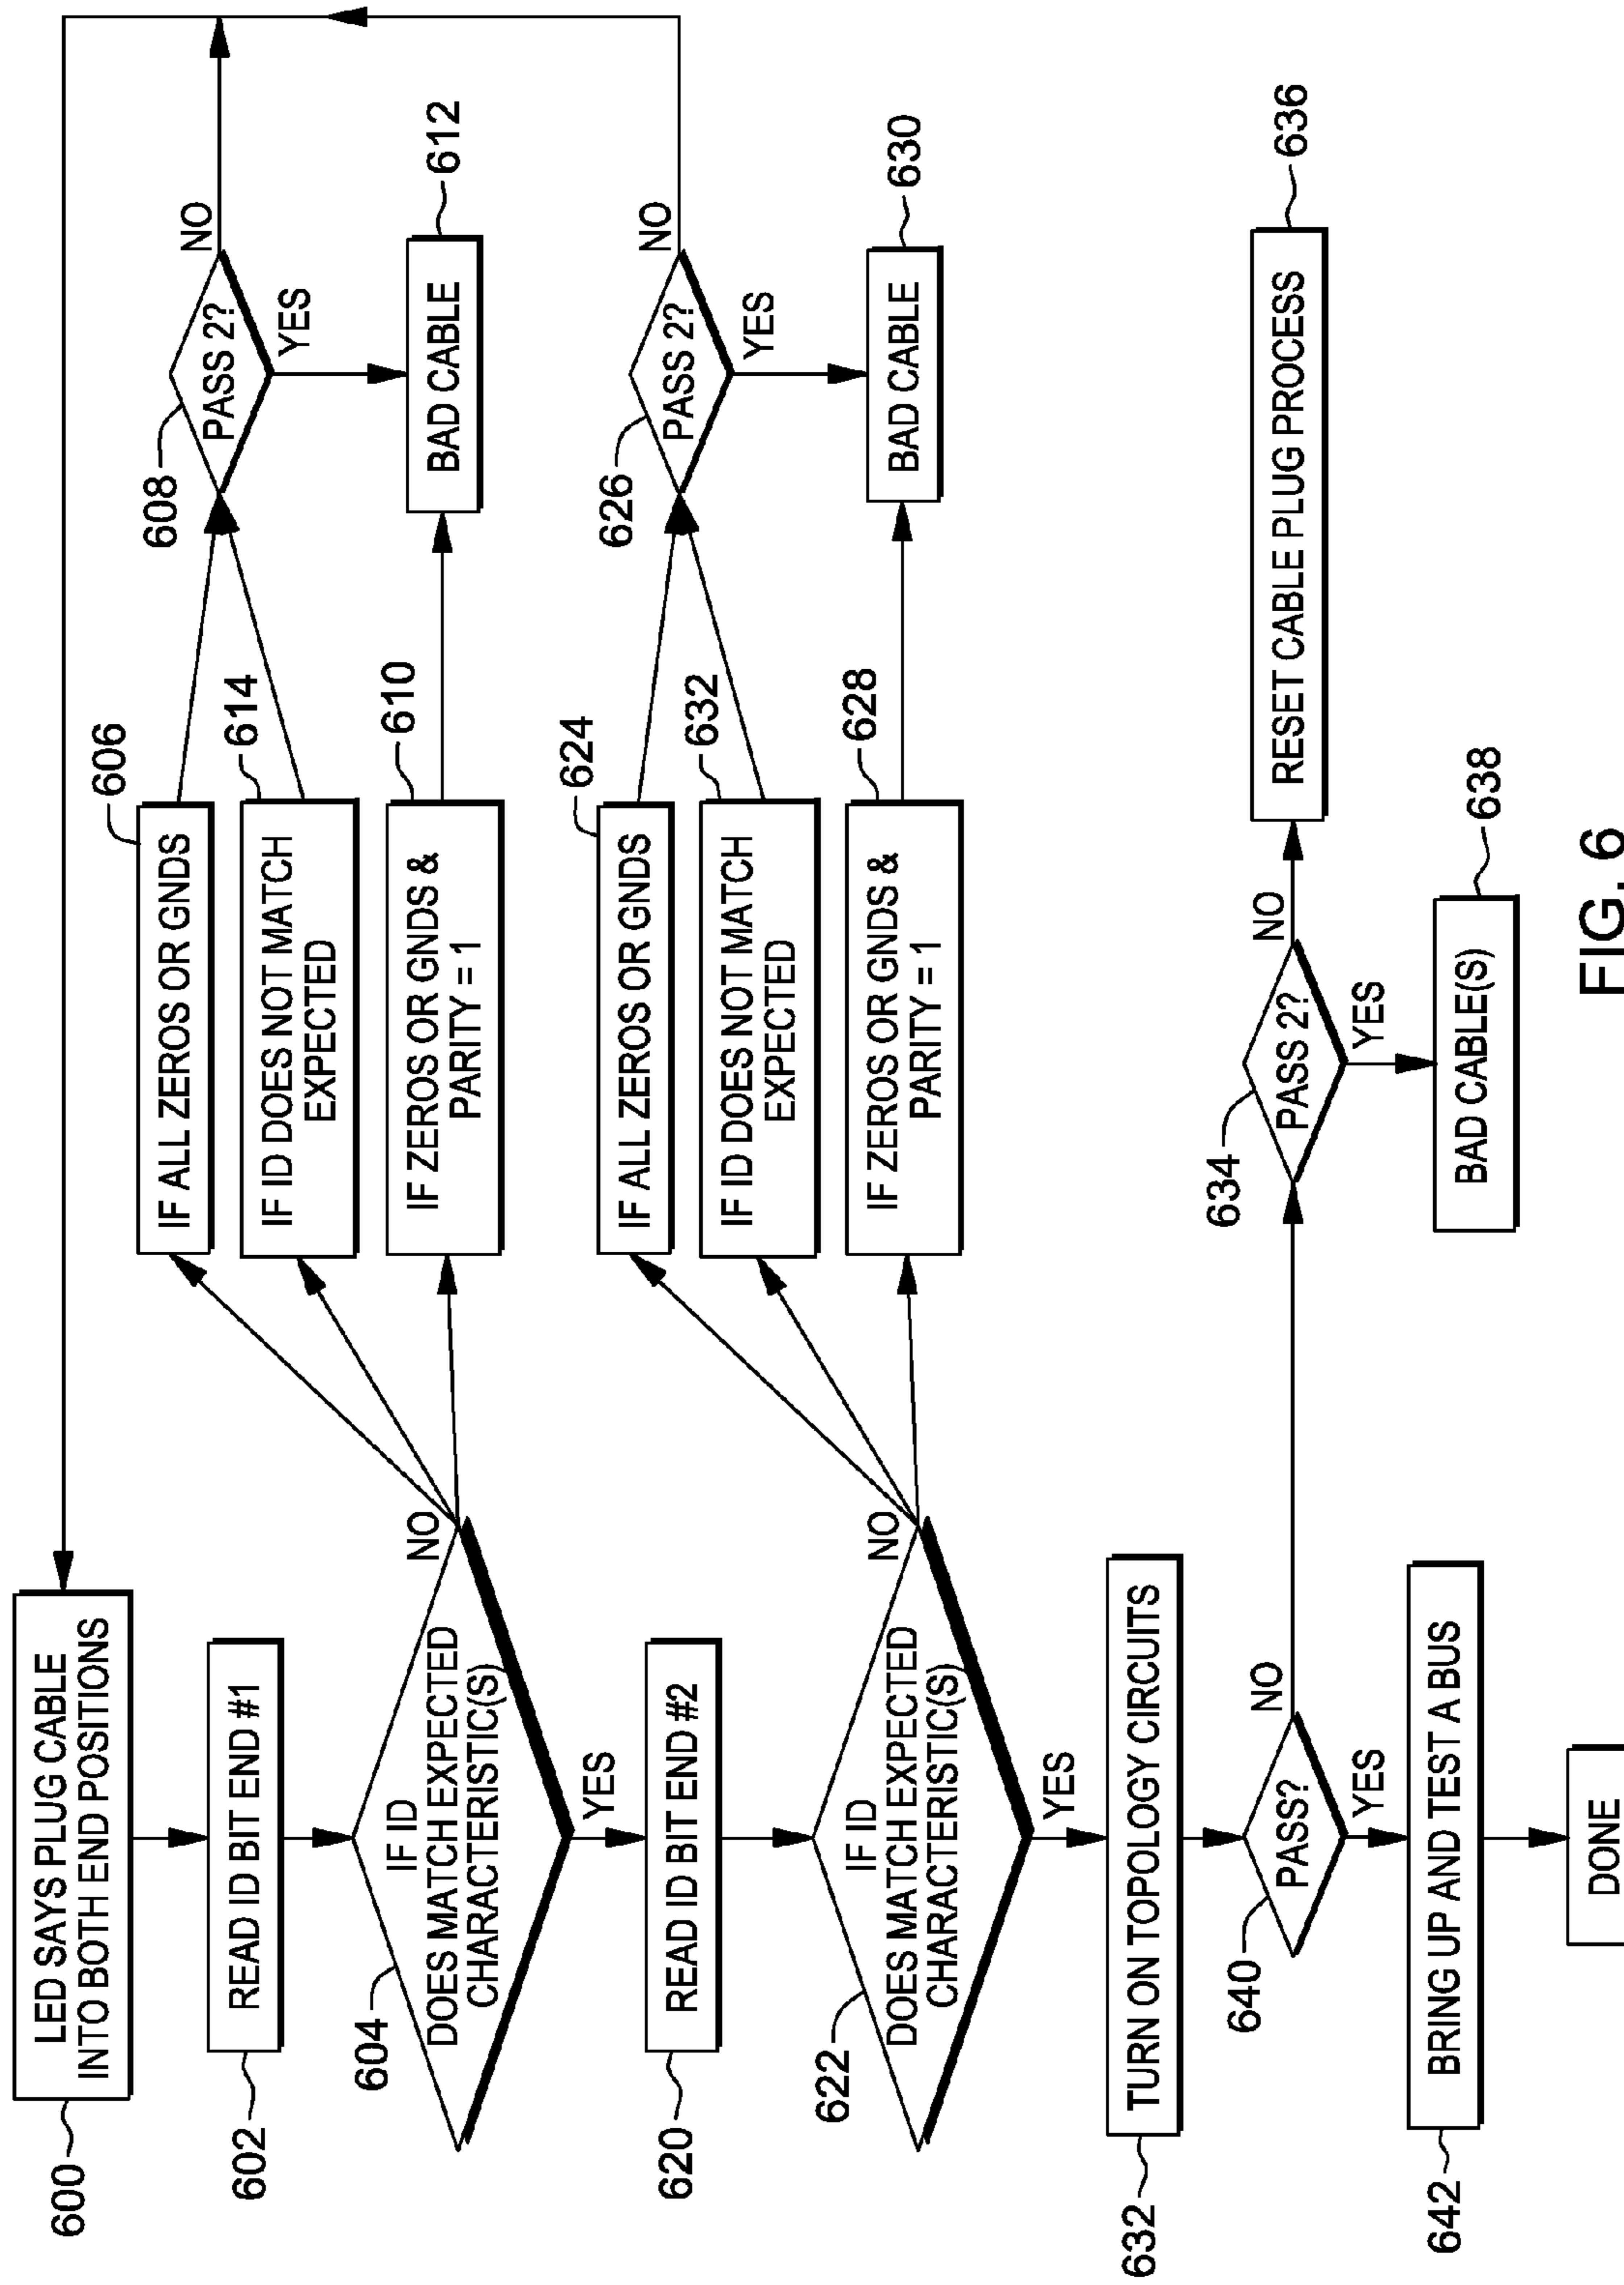 600
LED SAYS PLUG CABLE
INTO BOTH END POSITIONS
602
READ ID BIT END #1
604
IF ID
DOES MATCH EXPECTED
CHARACTERISTIC(S)
NO
YES
606
IF ALL ZEROS OR GNDS
614
IF ID DOES NOT MATCH
EXPECTED
610
IF ZEROS OR GNDS &
PARITY = 1
608
PASS 2?
NO
YES
612
BAD CABLE
620
READ ID BIT END #2
622
IF ID
DOES MATCH EXPECTED
CHARACTERISTIC(S)
NO
YES
624
IF ALL ZEROS OR GNDS
632
IF ID DOES NOT MATCH
EXPECTED
628
IF ZEROS OR GNDS &
PARITY = 1
626
PASS 2?
NO
YES
630
BAD CABLE
632
TURN ON TOPOLOGY CIRCUITS
640
PASS?
NO
YES
634
PASS 2?
NO
YES
636
RESET CABLE PLUG PROCESS
638
BAD CABLE(S)
642
BRING UP AND TEST A BUS
DONE
FIG. 6